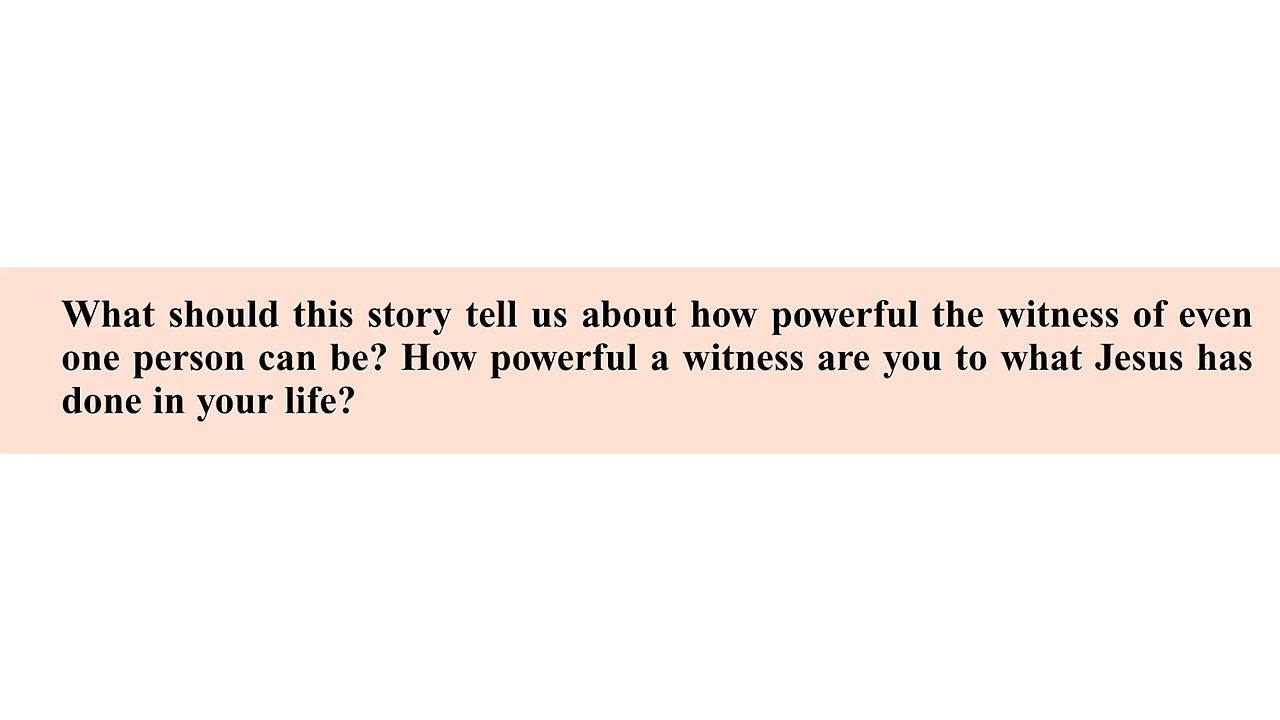 What should this story tell us about how powerful the witness of even
one person can be? How powerful a witness are you to what Jesus has
done in your life?